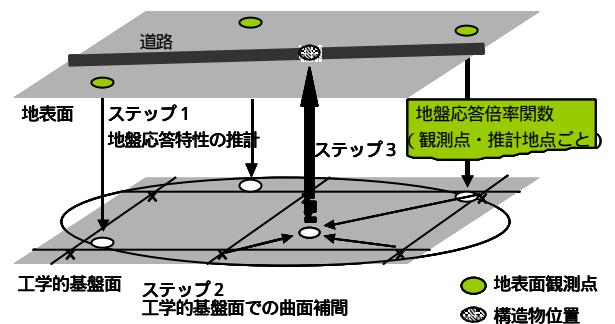 道路
地表面
ステップ1
地盤応答特性の推計
地盤応答倍率関数
(観測点・推計地点ごと)
ステップ3
工学的基盤面
ステップ2
工学的基盤面での曲面補間
地表面観測点
構造物位置